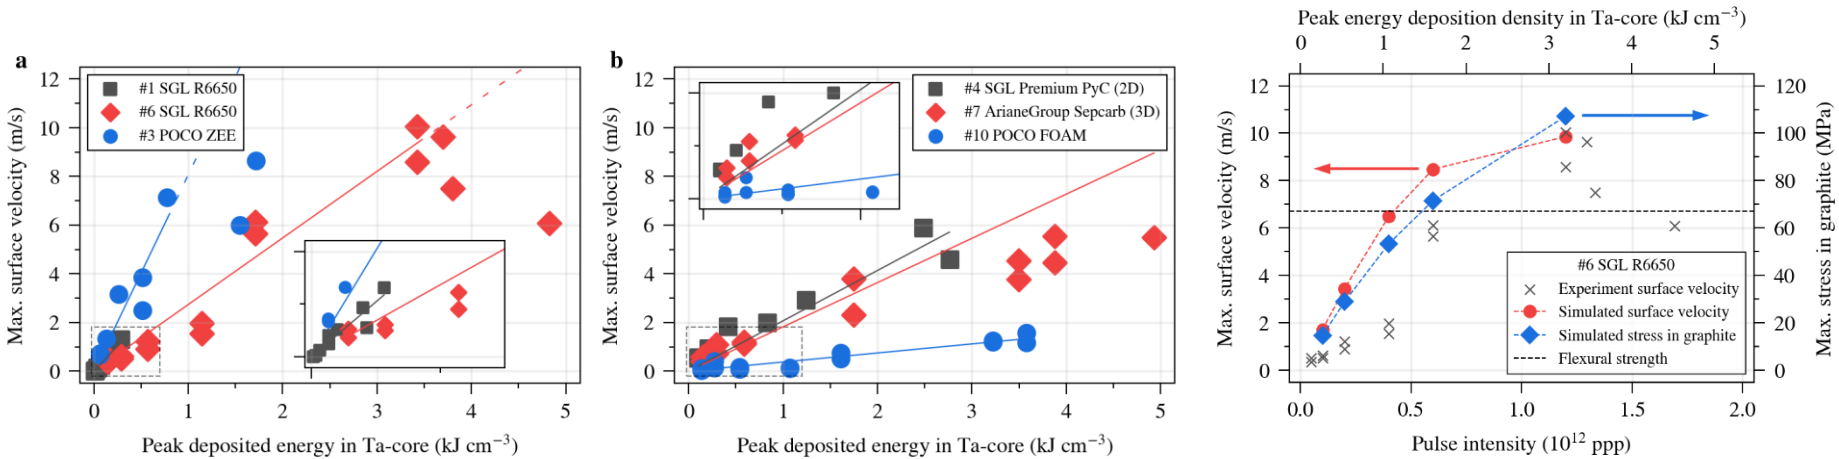 a
Max. surface velocity (m/s)
12
10
8
6
4
2
0
#1 SGL R6650
#6 SGL R6650
#3 POCO ZEE
0 1 2 3 4 5
Peak deposited energy in Ta-core (kJ cm⁻³)
b
Max. surface velocity (m/s)
12
10
8
6
4
2
0
#4 SGL Premium PyC (2D)
#7 ArianeGroup Sepcarb (3D)
#10 POCO FOAM
0 1 2 3 4 5
Peak deposited energy in Ta-core (kJ cm⁻³)
Peak energy deposition density in Ta-core (kJ cm⁻³)
0 1 2 3 4 5
Max. surface velocity (m/s)
12
10
8
6
4
2
0
120
100
80
60
40
20
0
Max. stress in graphite (MPa)
#6 SGL R6650
Experiment surface velocity
Simulated surface velocity
Simulated stress in graphite
Flexural strength
0.0 0.5 1.0 1.5 2.0
Pulse intensity (10¹² ppp)